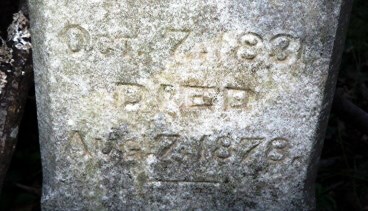 Oct. 7. 1831
DIED
Aug. 7. 1878.